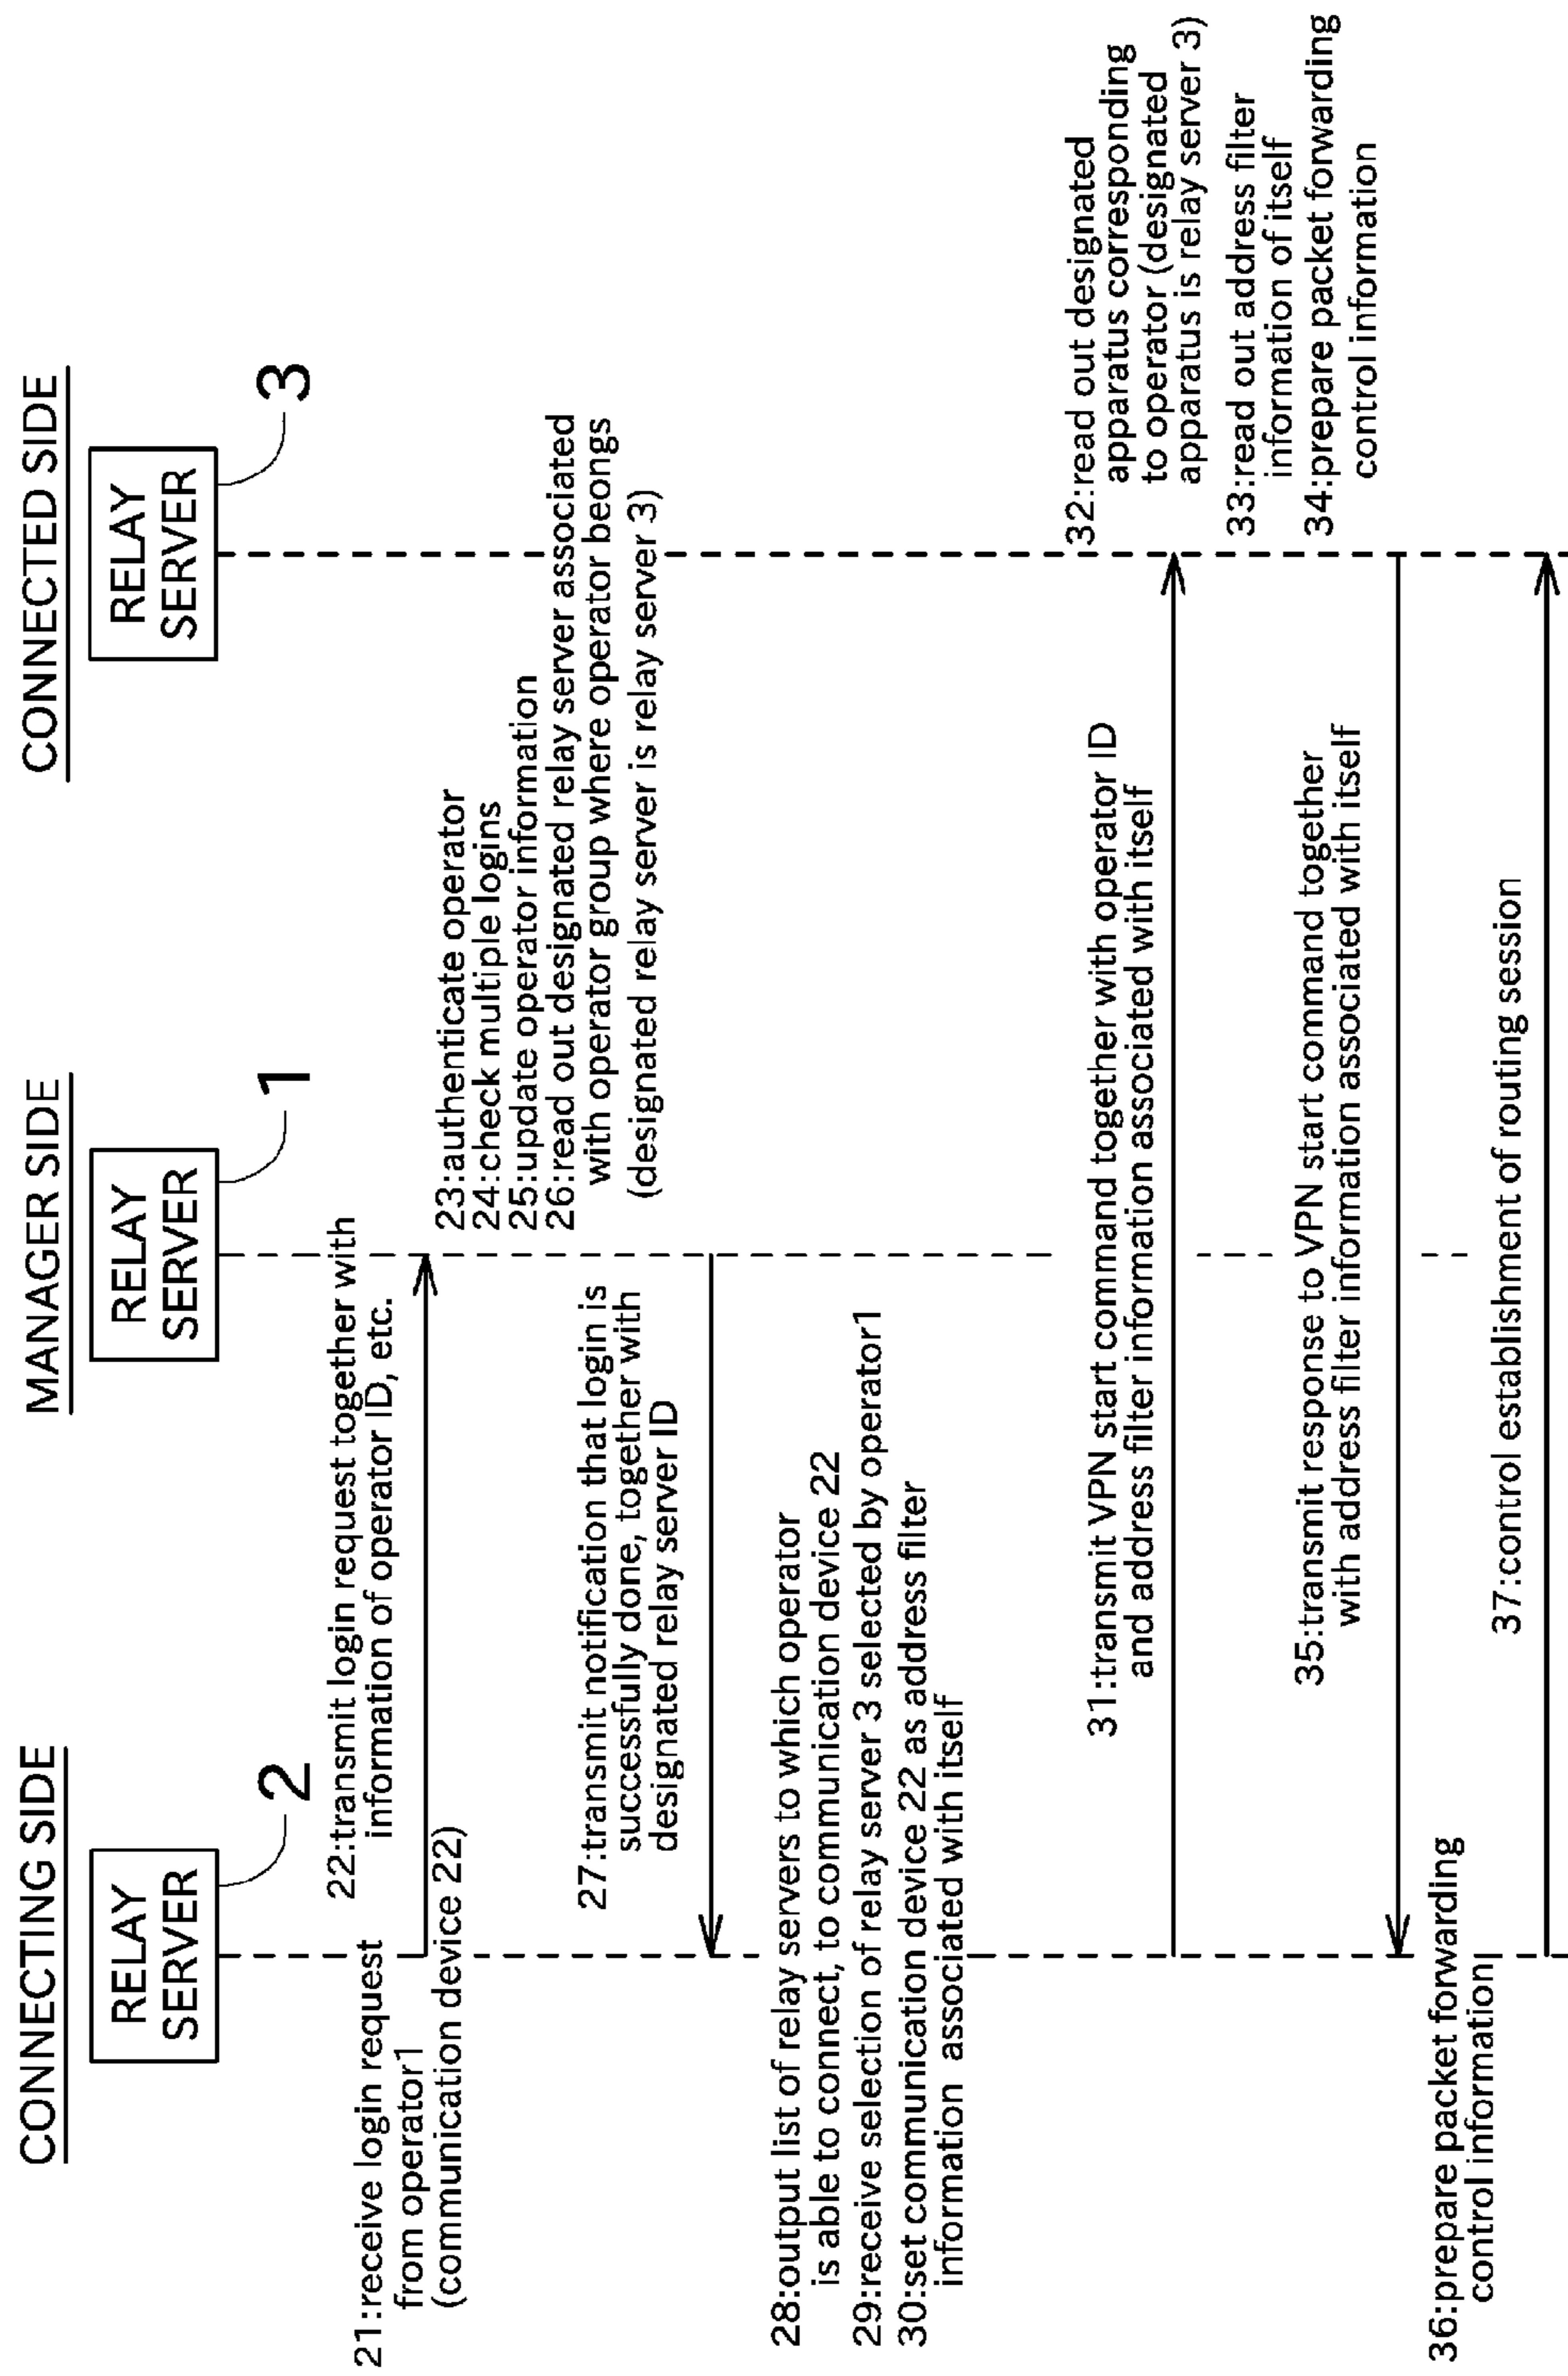 CONNECTING SIDE
MANAGER SIDE
CONNECTED SIDE
RELAY
SERVER
2
RELAY
SERVER
1
RELAY
SERVER
3
21:receive login request
from operator1
(communication device 22)
22:transmit login request together with
information of operator ID, etc.
23:authenticate operator
24:check multiple logins
25:update operator information
26:read out designated relay server associated
with operator group where operator beongs
(designated relay server is relay server 3)
27:transmit notification that login is
successfully done, together with
designated relay server ID
28:output list of relay servers to which operator
is able to connect, to communication device 22
29:receive selection of relay server 3 selected by operator1
30:set communication device 22 as address filter
information associated with itself
31:transmit VPN start command together with operator ID
and address filter information associated with itself
32:read out designated
apparatus corresponding
to operator (designated
apparatus is relay server 3)
33:read out address filter
information of itself
34:prepare packet forwarding
control information
35:transmit response to VPN start command together
with address filter information associated with itself
36:prepare packet forwarding
control information
37:control establishment of routing session